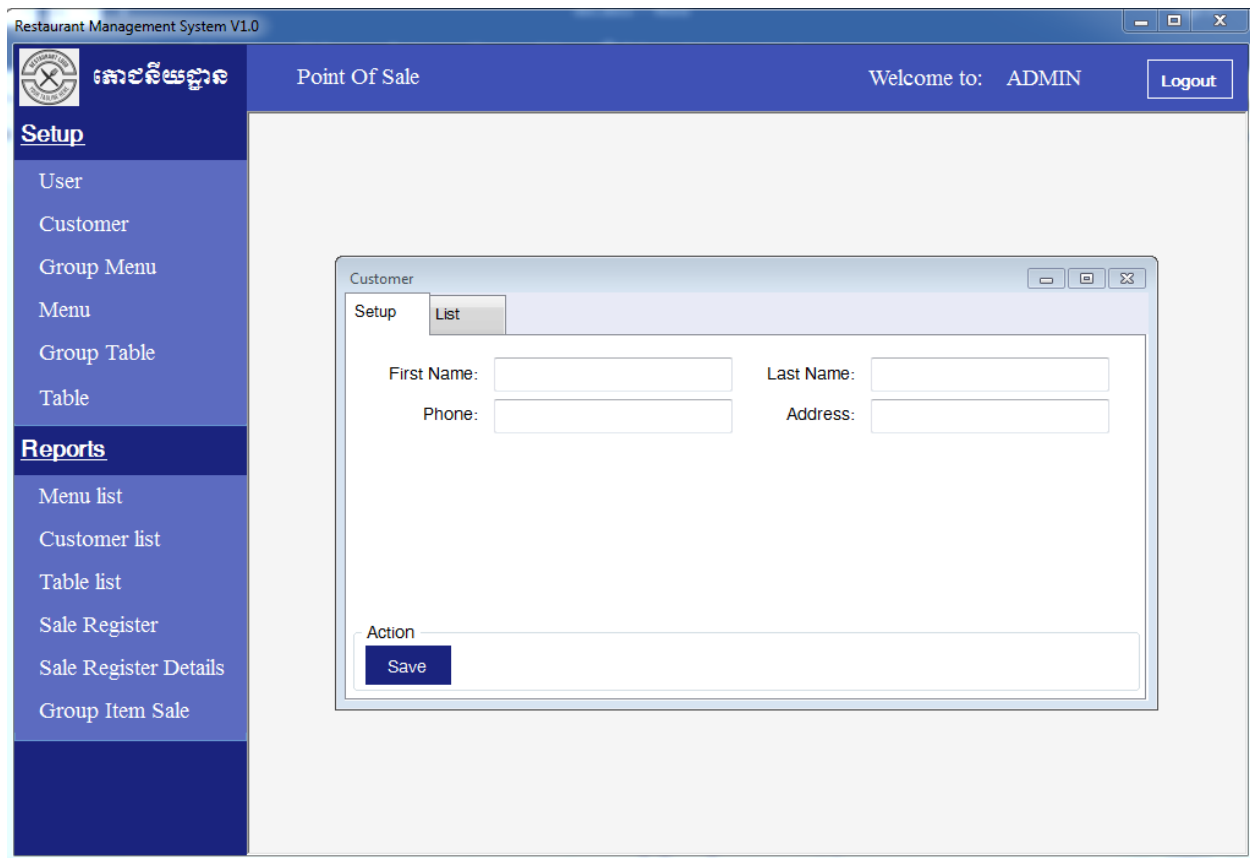 Restaurant Management System V1.0
ភោជនីយដ្ឋាន
Point Of Sale
Welcome to: ADMIN
Logout
Setup
User
Customer
Group Menu
Menu
Group Table
Table
Reports
Menu list
Customer list
Table list
Sale Register
Sale Register Details
Group Item Sale
Customer
Setup List
First Name: Last Name:
Phone: Address:
Action
Save